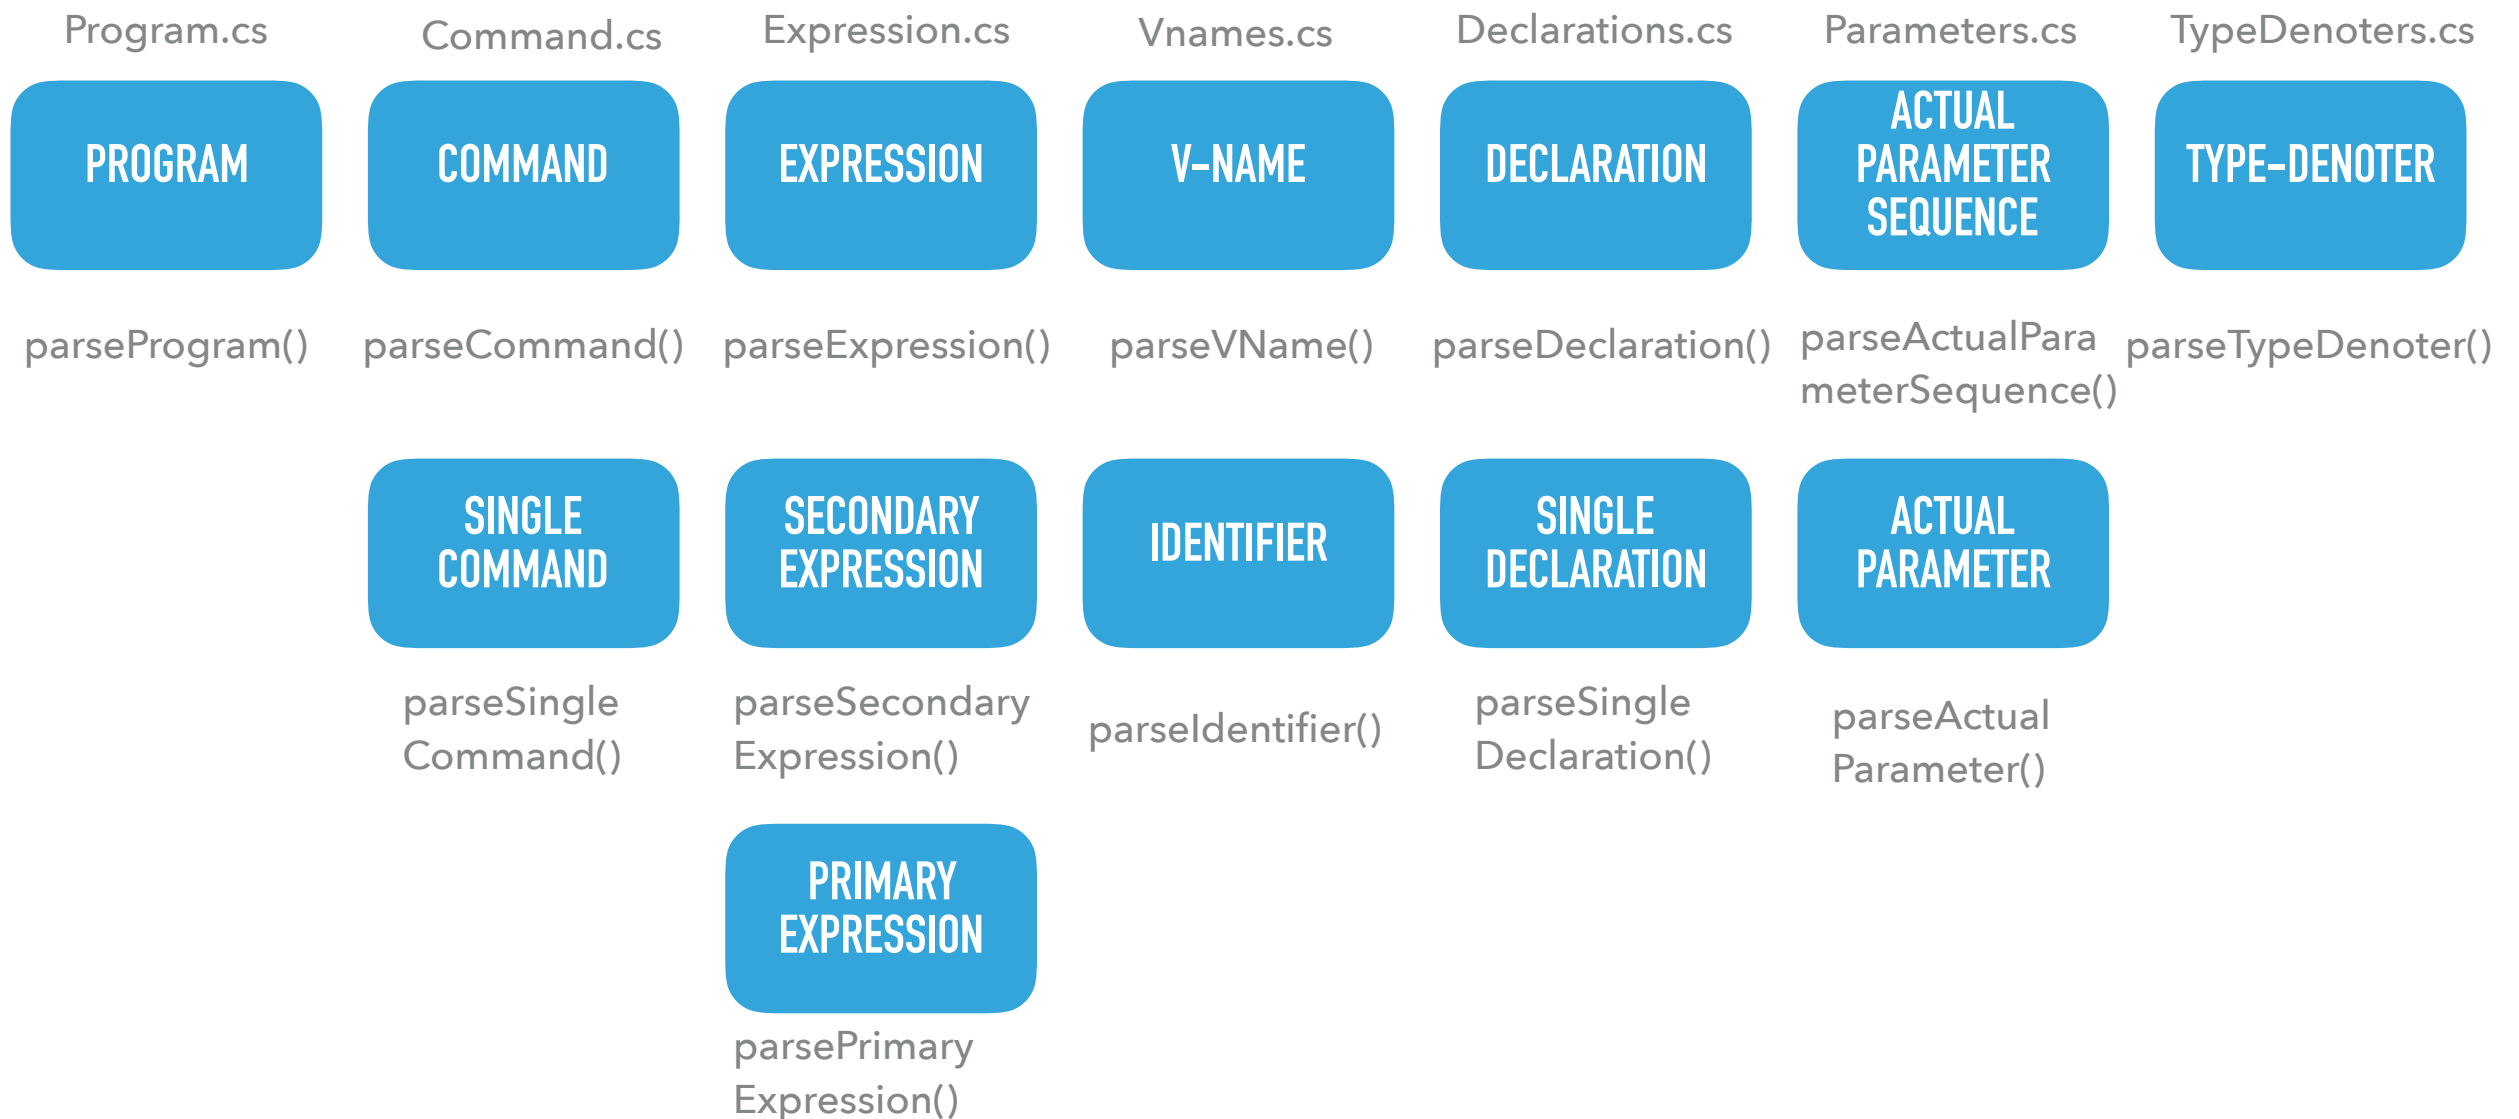 Program.cs
Command.cs
Expression.cs
Vnames.cs
Declarations.cs
Parameters.cs
TypeDenoters.cs
PROGRAM
COMMAND
EXPRESSION
V-NAME
DECLARATION
ACTUAL
PARAMETER
SEQUENCE
TYPE-DENOTER
parseProgram()
parseCommand()
parseExpression()
parseVName()
parseDeclaration()
parseActualPara
meterSequence()
parseTypeDenoter()
SINGLE
COMMAND
SECONDARY
EXPRESSION
IDENTIFIER
SINGLE
DECLARATION
ACTUAL
PARAMETER
parseSingle
Command()
parseSecondary
Expression()
parseIdentifier()
parseSingle
Declaration()
parseActual
Parameter()
PRIMARY
EXPRESSION
parsePrimary
Expression()